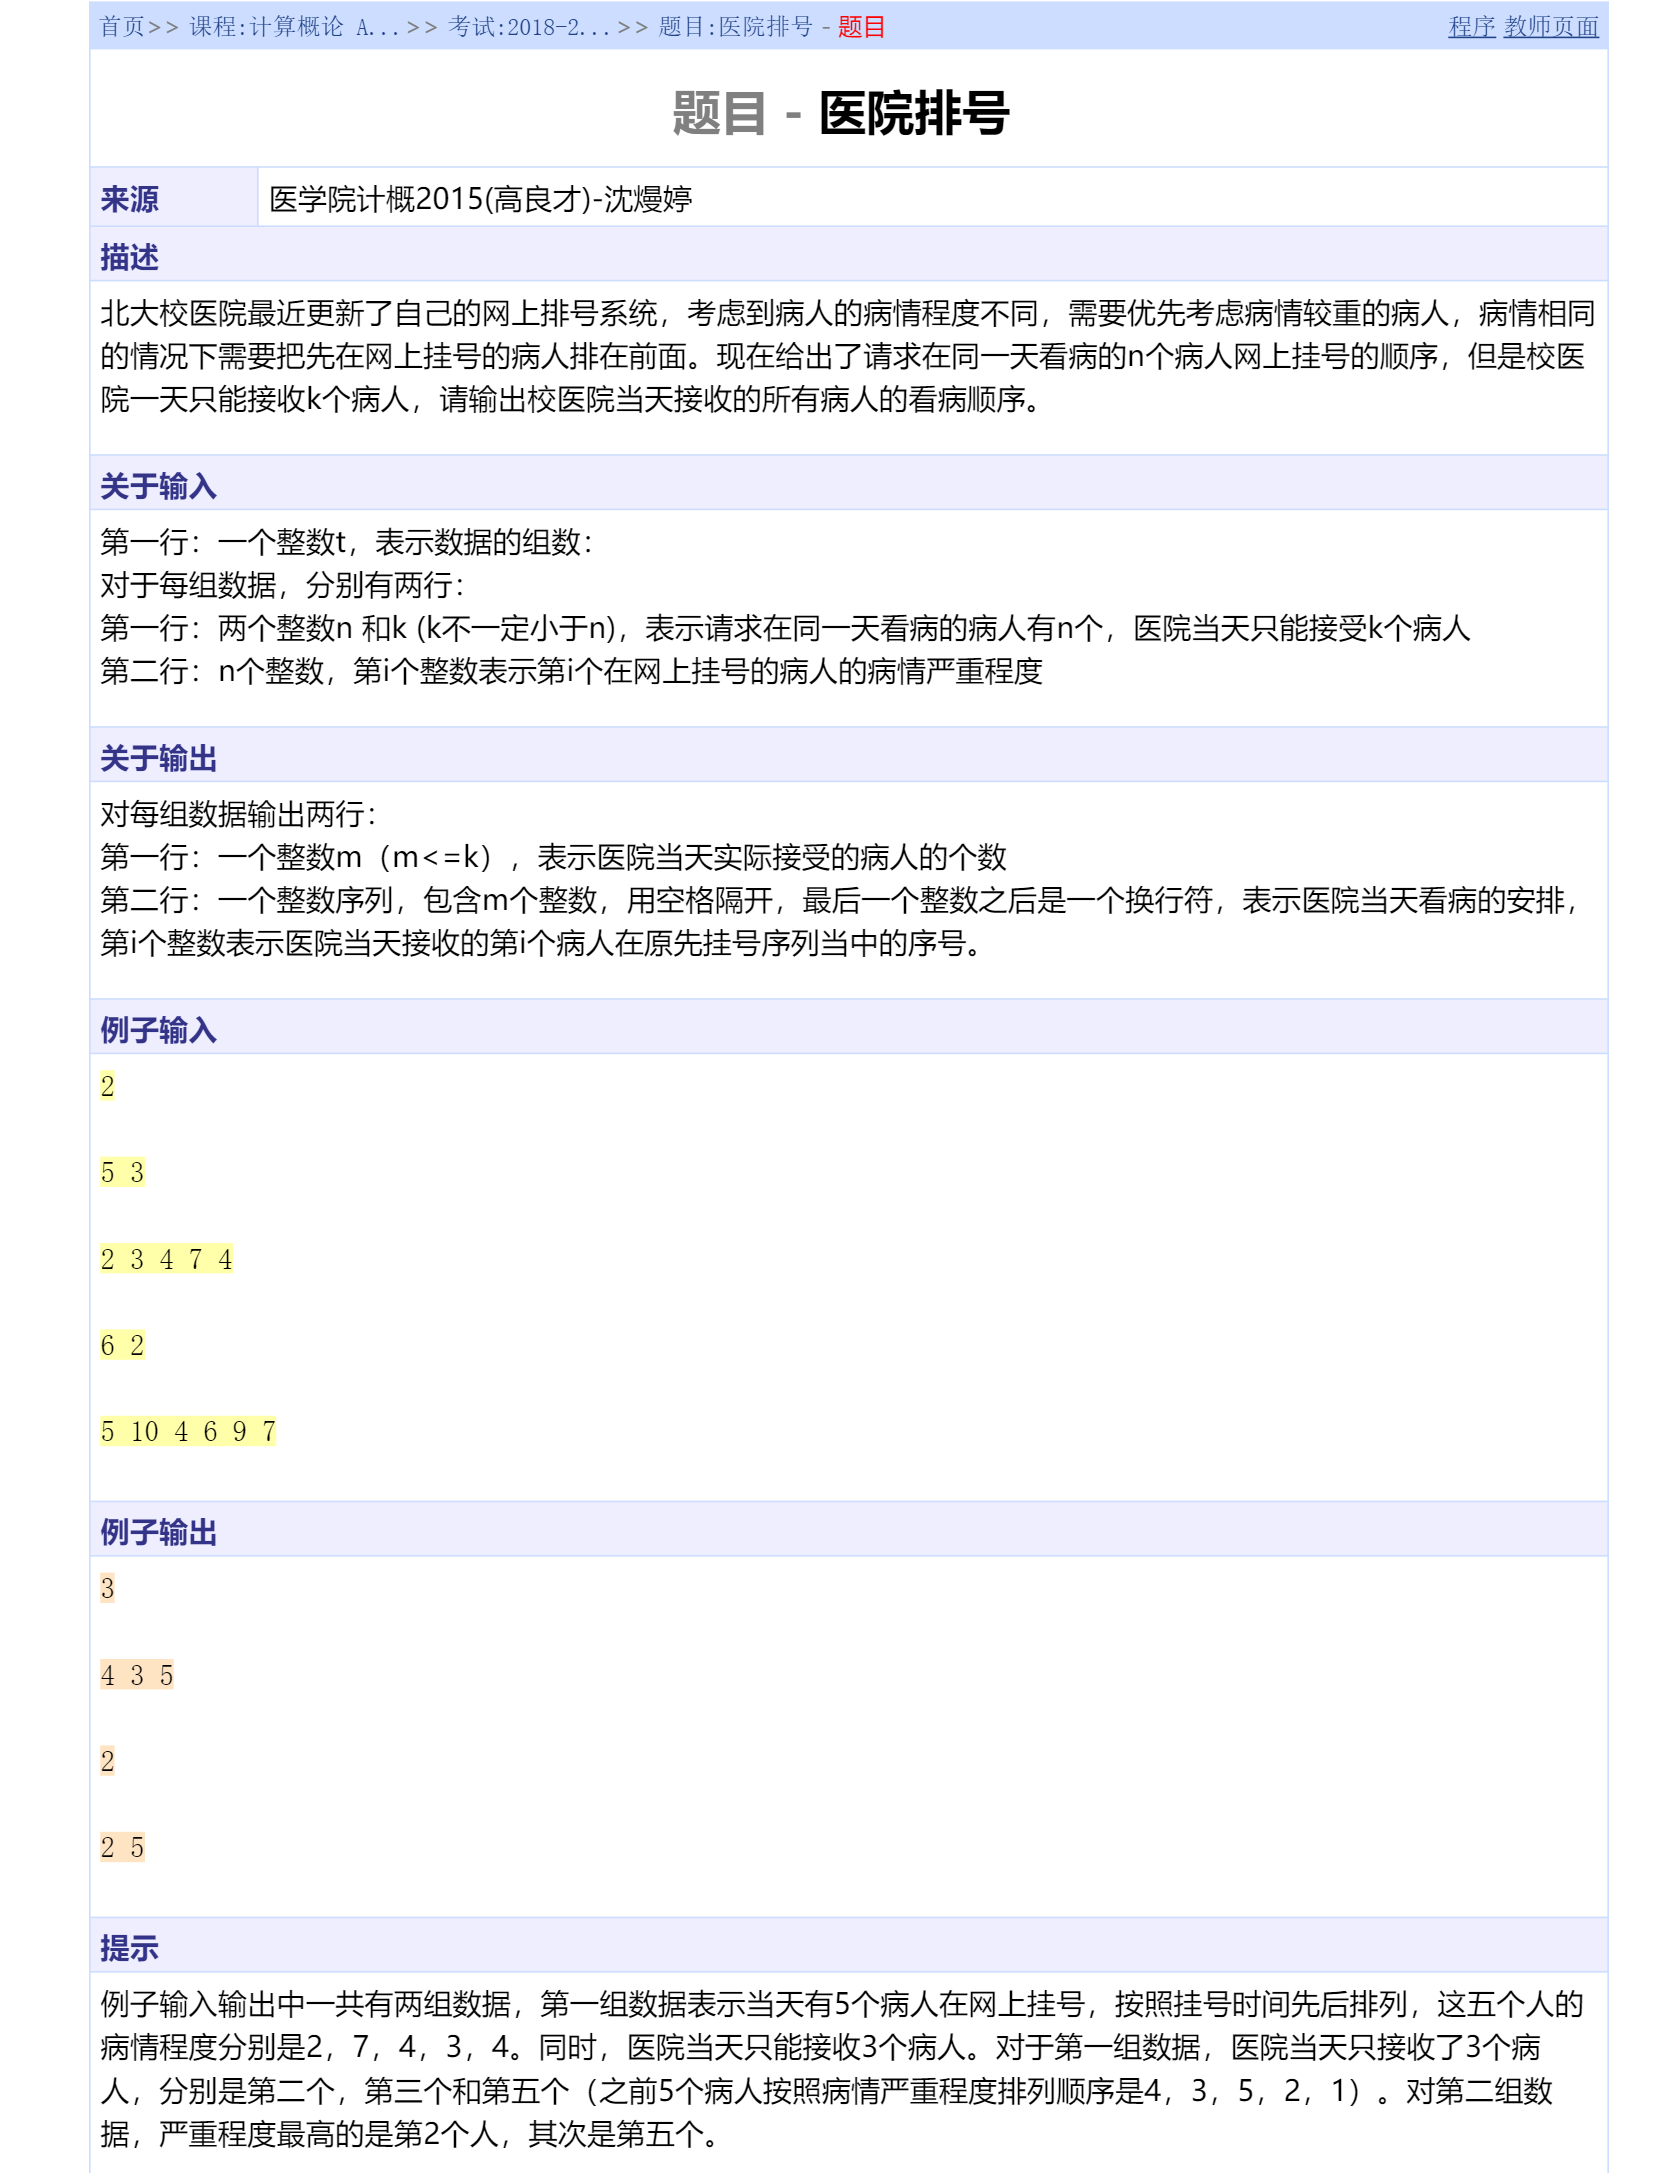 首页>> 课程:计算概论 A...>> 考试:2018-2...>> 题目:医院排号 - 题目 程序 教师页面
题目 - 医院排号
来源 医学院计概2015(高良才)-沈熳婷
描述
北大校医院最近更新了自己的网上排号系统，考虑到病人的病情程度不同，需要优先考虑病情较重的病人，病情相同
的情况下需要把先在网上挂号的病人排在前面。现在给出了请求在同一天看病的n个病人网上挂号的顺序，但是校医
院一天只能接收k个病人，请输出校医院当天接收的所有病人的看病顺序。
关于输入
第一行：一个整数t，表示数据的组数：
对于每组数据，分别有两行：
第一行：两个整数n 和k (k不一定小于n)，表示请求在同一天看病的病人有n个，医院当天只能接受k个病人
第二行：n个整数，第i个整数表示第i个在网上挂号的病人的病情严重程度
关于输出
对每组数据输出两行：
第一行：一个整数m（m<=k），表示医院当天实际接受的病人的个数
第二行：一个整数序列，包含m个整数，用空格隔开，最后一个整数之后是一个换行符，表示医院当天看病的安排，
第i个整数表示医院当天接收的第i个病人在原先挂号序列当中的序号。
例子输入
2
5 3
2 3 4 7 4
6 2
5 10 4 6 9 7
例子输出
3
4 3 5
2
2 5
提示
例子输入输出中一共有两组数据，第一组数据表示当天有5个病人在网上挂号，按照挂号时间先后排列，这五个人的
病情程度分别是2，7，4，3，4。同时，医院当天只能接收3个病人。对于第一组数据，医院当天只接收了3个病
人，分别是第二个，第三个和第五个（之前5个病人按照病情严重程度排列顺序是4，3，5，2，1）。对第二组数
据，严重程度最高的是第2个人，其次是第五个。